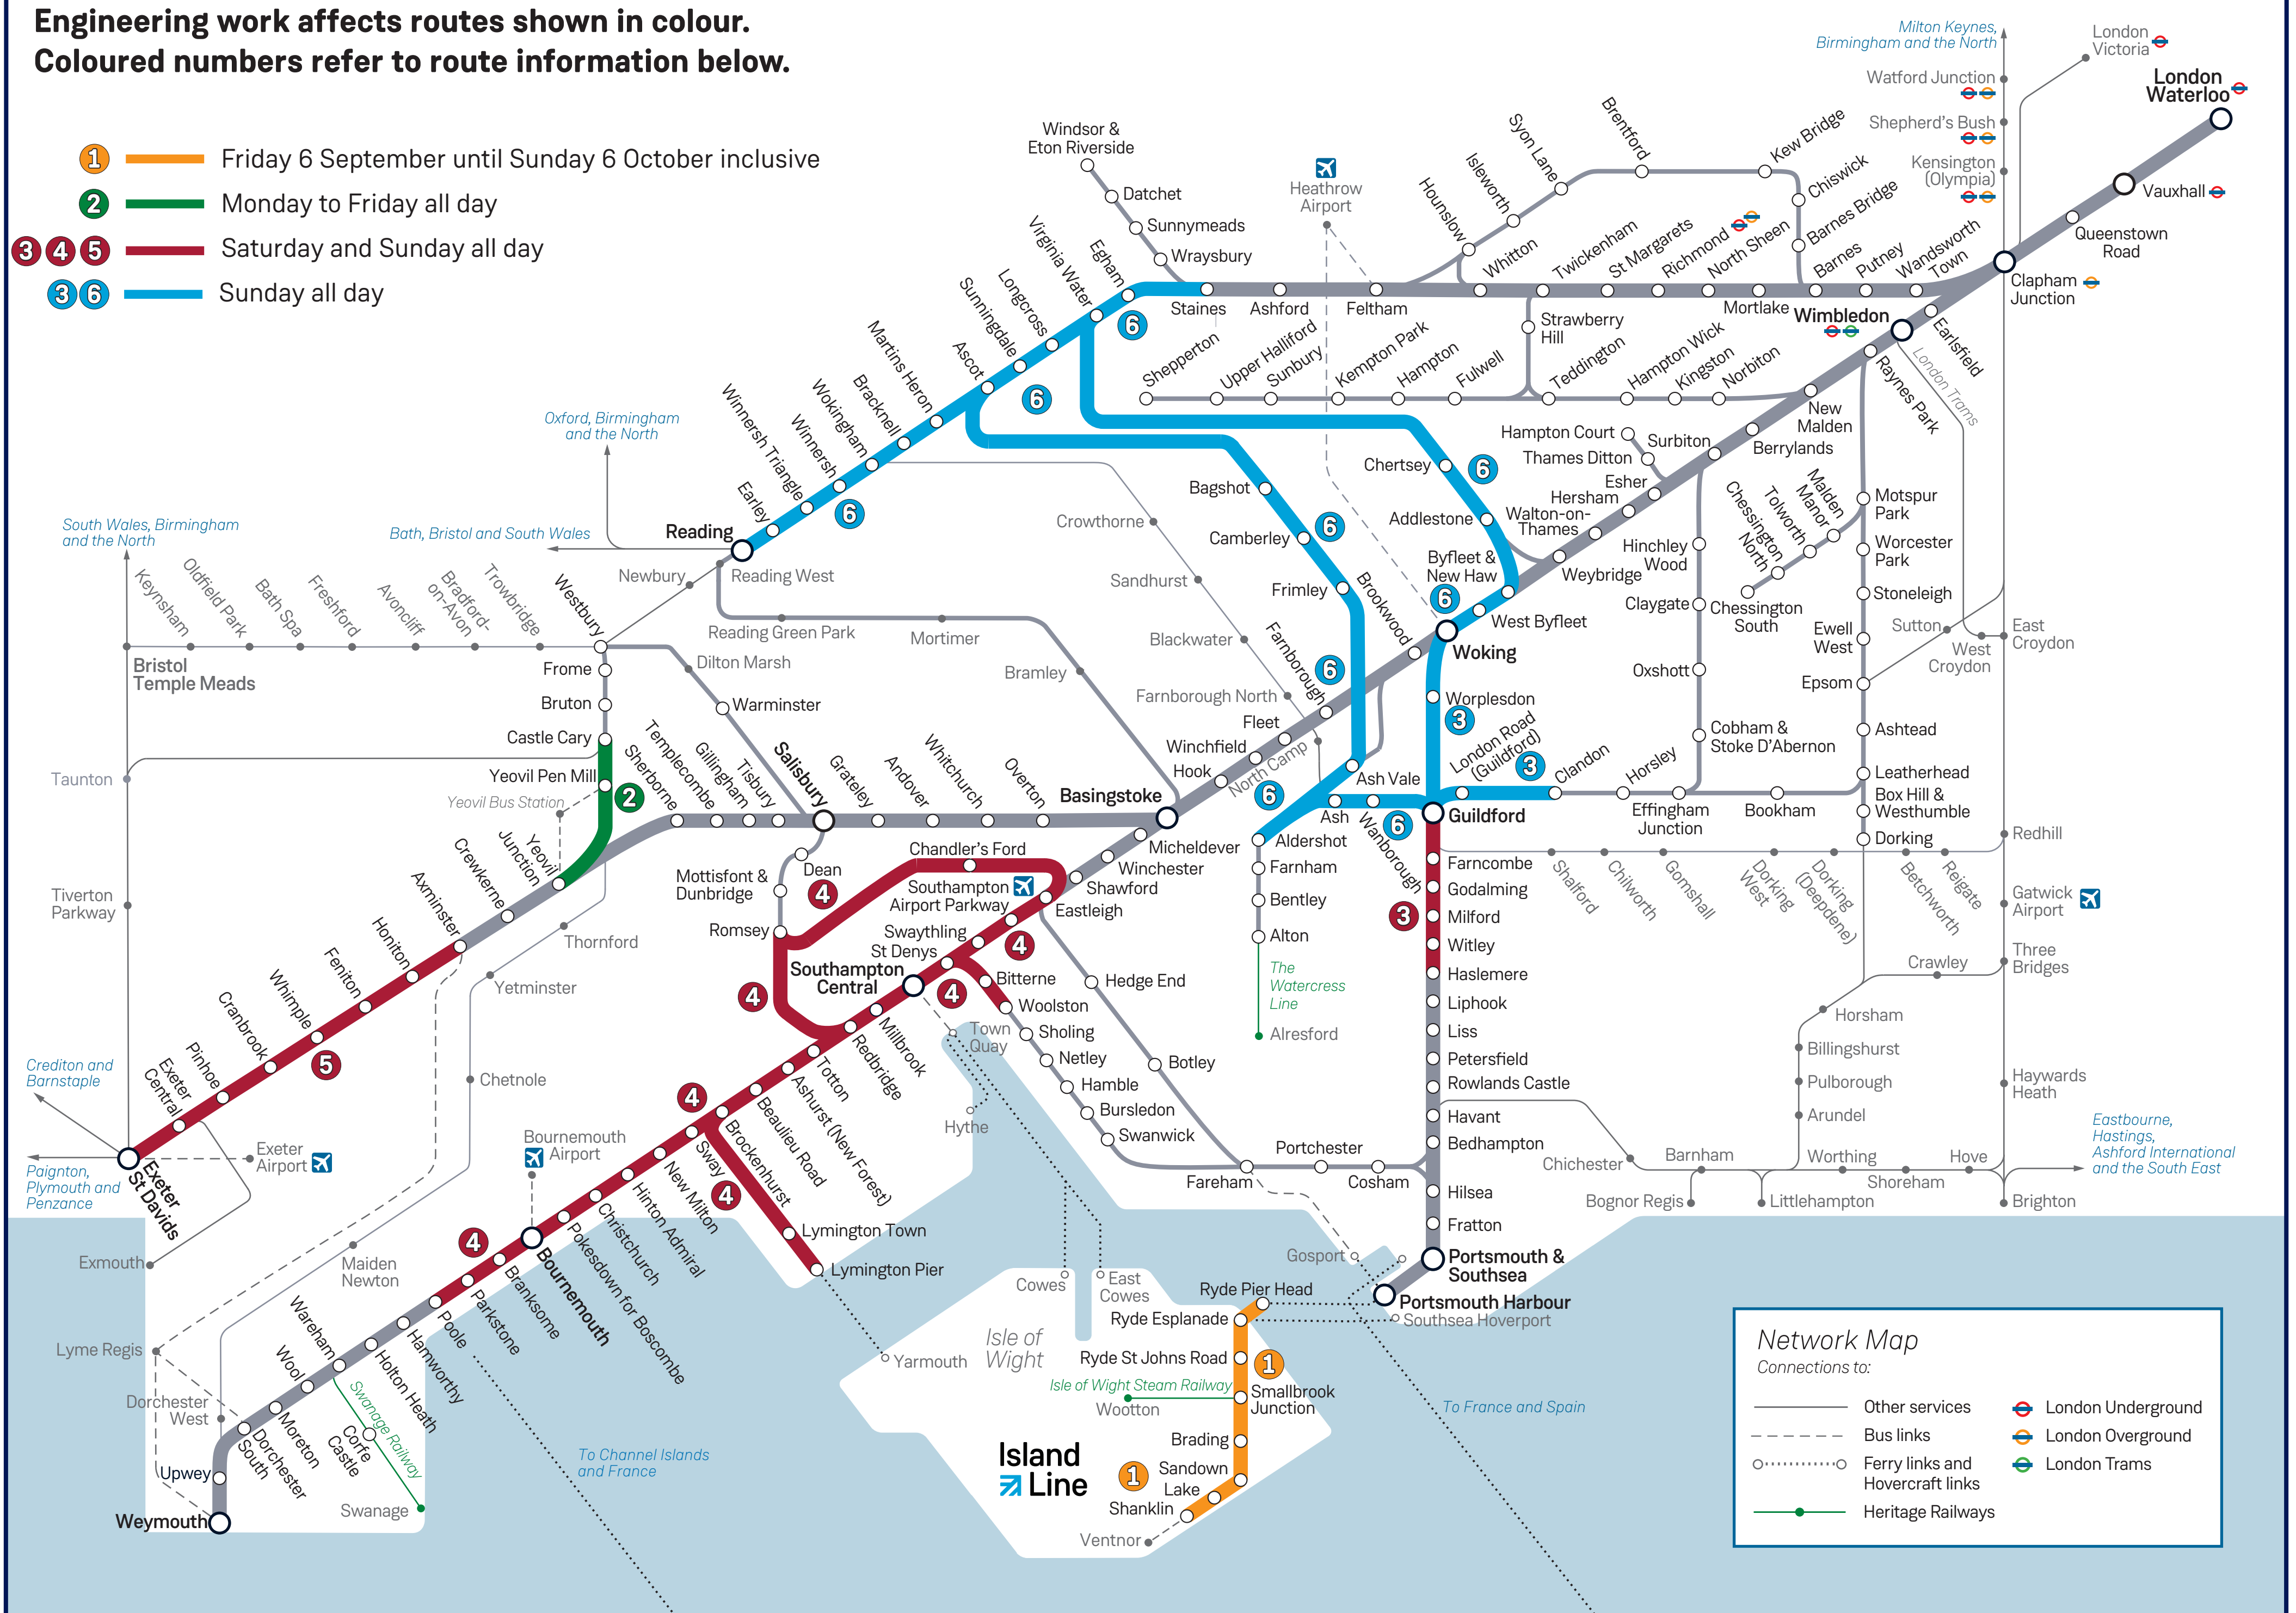 Engineering work affects routes shown in colour.
Coloured numbers refer to route information below.
1 Friday 6 September until Sunday 6 October inclusive
2 Monday to Friday all day
3 4 5 Saturday and Sunday all day
3 6 Sunday all day
Milton Keynes,
Birmingham and the North
London
Victoria
Watford Junction
London
Waterloo
Shepherd's Bush
Kensington
(Olympia)
Vauxhall
Queenstown
Road
Clapham
Junction
Windsor &
Eton Riverside
Datchet
Sunnymeads
Wraysbury
Heathrow
Airport
Hounslow
Isleworth
Syon Lane
Brentford
Kew Bridge
Chiswick
Barnes Bridge
Virginia Water
Egham
6
Staines
Ashford
Feltham
Whitton
Twickenham
St Margarets
Richmond
North Sheen
Mortlake
Barnes
Putney
Wandsworth
Town
Wimbledon
Earlsfield
London Trams
Raynes Park
Strawberry
Hill
Shepperton
Upper Halliford
Sunbury
Kempton Park
Hampton
Fulwell
Teddington
Hampton Wick
Kingston
Norbiton
New
Malden
Berrylands
Surbiton
Hampton Court
Thames Ditton
Esher
Hersham
Walton-on-
Thames
Weybridge
Longcross
Sunningdale
Ascot
6
Martins Heron
Bracknell
Wokingham
Winnersh
Winnersh Triangle
Earley
6
Reading
Oxford, Birmingham
and the North
Bath, Bristol and South Wales
South Wales, Birmingham
and the North
Chertsey
6
Addlestone
Byfleet &
New Haw
6
West Byfleet
Woking
Bagshot
Camberley
6
Frimley
Brookwood
6
Farnborough
Crowthorne
Sandhurst
Blackwater
Farnborough North
North Camp
Malden
Manor
Tolworth
Chessington
North
Chessington
South
Motspur
Park
Worcester
Park
Stoneleigh
Ewell
West
Epsom
Ashtead
Leatherhead
Box Hill &
Westhumble
Dorking
Hinchley
Wood
Claygate
Oxshott
Cobham &
Stoke D'Abernon
Sutton
West
Croydon
East
Croydon
Keynsham
Oldfield Park
Bath Spa
Freshford
Avoncliff
Bradford-
on-Avon
Trowbridge
Westbury
Newbury
Reading West
Reading Green Park
Mortimer
Bramley
Bristol
Temple Meads
Frome
Bruton
Castle Cary
Dilton Marsh
Warminster
Taunton
Yeovil Pen Mill
2
Yeovil Bus Station
Sherborne
Templecombe
Gillingham
Tisbury
Salisbury
Grateley
Andover
Whitchurch
Overton
Basingstoke
Hook
Winchfield
Fleet
Worplesdon
3
London Road
(Guildford)
3
Clandon
Horsley
Effingham
Junction
Bookham
Ash Vale
6
Ash
Wanborough
6
Guildford
Aldershot
Farnham
Bentley
Alton
The
Watercress
Line
Alresford
Redhill
Shalford
Chilworth
Gomshall
Dorking
West
Dorking
(Deepdene)
Betchworth
Reigate
Gatwick
Airport
Three
Bridges
Crawley
Horsham
Billingshurst
Pulborough
Arundel
Haywards
Heath
Tiverton
Parkway
Yeovil
Junction
Crewkerne
Axminster
Honiton
Feniton
Whimple
5
Cranbrook
Pinhoe
Exeter
Central
Exeter
St Davids
Crediton and
Barnstaple
Paignton,
Plymouth and
Penzance
Exeter
Airport
Exmouth
Thornford
Yetminster
Chetnole
Maiden
Newton
Lyme Regis
Dorchester
West
Micheldever
Winchester
Shawford
Eastleigh
Chandler's Ford
Southampton
Airport Parkway
Dean
4
Mottisfont &
Dunbridge
Romsey
4
Swaythling
4
St Denys
Southampton
Central
4
Bitterne
Woolston
Sholing
Netley
Hamble
Bursledon
Swanwick
Hedge End
Botley
Fareham
Portchester
Cosham
Town
Quay
Hythe
Millbrook
Redbridge
Totton
Ashurst (New Forest)
Beaulieu Road
4
Brockenhurst
4
Sway
New Milton
Hinton Admiral
Christchurch
Pokesdown for Boscombe
Bournemouth
Bournemouth
Airport
4
Branksome
Parkstone
Poole
Hamworthy
Holton Heath
Wareham
Wool
Moreton
Dorchester
South
Upwey
Weymouth
Swanage Railway
Corfe
Castle
Swanage
Lymington Town
Lymington Pier
Yarmouth
Farncombe
Godalming
3
Milford
Witley
Haslemere
Liphook
Liss
Petersfield
Rowlands Castle
Havant
Bedhampton
Hilsea
Fratton
Portsmouth &
Southsea
Portsmouth Harbour
Southsea Hoverport
Gosport
Chichester
Barnham
Bognor Regis
Littlehampton
Worthing
Shoreham
Hove
Brighton
Eastbourne,
Hastings,
Ashford International
and the South East
Cowes
East
Cowes
Isle of
Wight
Ryde Pier Head
Ryde Esplanade
Ryde St Johns Road
1
Isle of Wight Steam Railway
Wootton
Smallbrook
Junction
Brading
Sandown
1
Lake
Shanklin
Ventnor
Island
Line
To Channel Islands
and France
To France and Spain
Network Map
Connections to:
Other services
Bus links
Ferry links and
Hovercraft links
Heritage Railways
London Underground
London Overground
London Trams